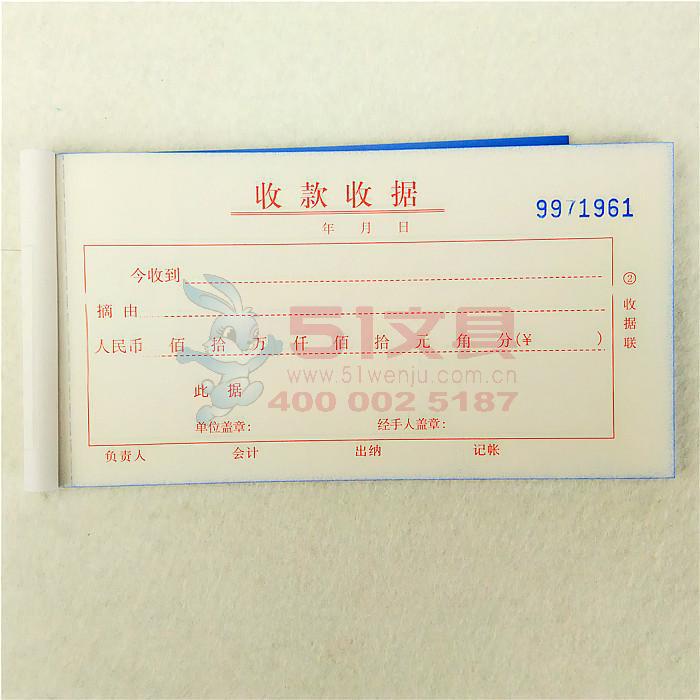 收款收据
9971961
年 月 日
今收到
摘由
人民币 佰 拾 万 仟 佰 拾 元 角 分(¥ )
此据
单位盖章: 经手人盖章:
负责人 会计 出纳 记帐
② 收据联
51文具
www.51wenju.com.cn
400 002 5187